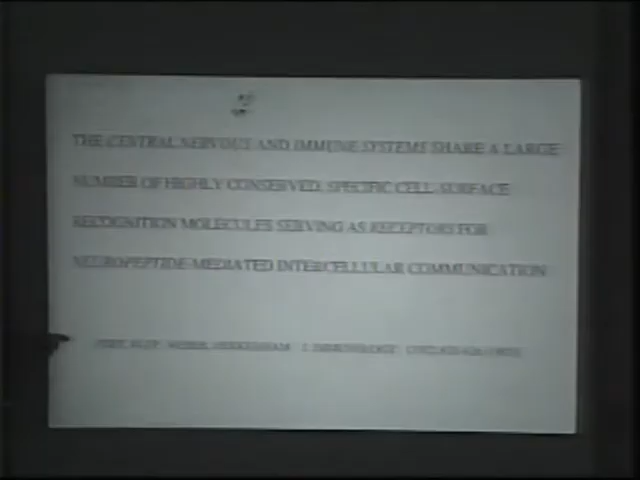 THE CENTRAL NERVOUS AND IMMUNE SYSTEMS SHARE A LARGE
NUMBER OF HIGHLY CONSERVED, SPECIFIC CELL-SURFACE
RECOGNITION MOLECULES SERVING AS RECEPTORS FOR
NEUROPEPTIDE-MEDIATED INTERCELLULAR COMMUNICATION